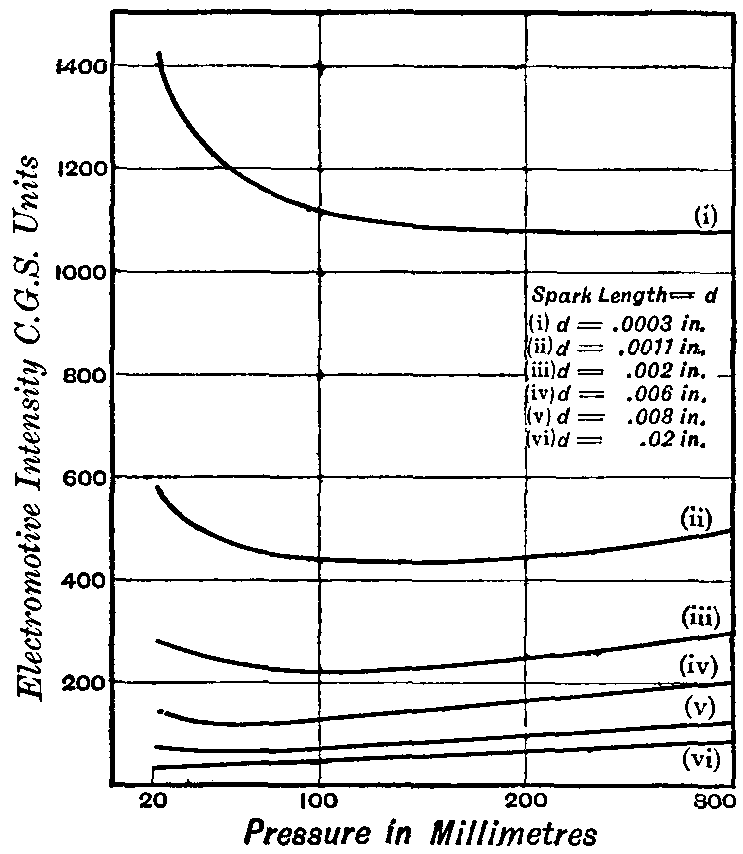 1400
1200
1000
800
600
400
200
Electromotive Intensity C.G.S. Units
(i)
Spark Length = d
(i) d = .0003 in.
(ii) d = .0011 in.
(iii) d = .002 in.
(iv) d = .006 in.
(v) d = .008 in.
(vi) d = .02 in.
(ii)
(iii)
(iv)
(v)
(vi)
20 100 200 300
Pressure in Millimetres